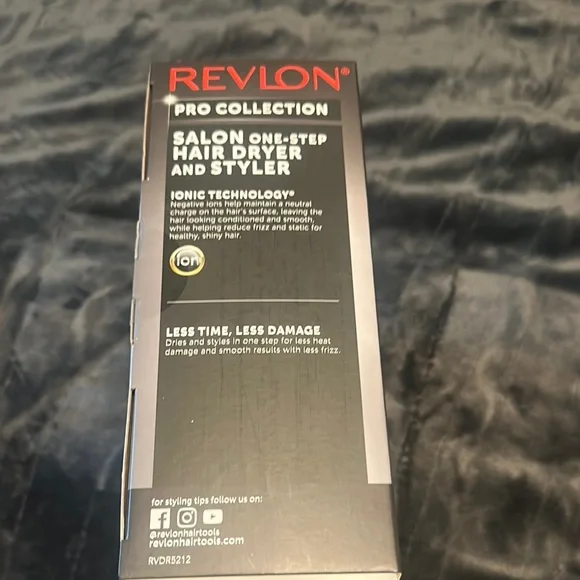 REVLON®
PRO COLLECTION
SALON ONE-STEP
HAIR DRYER
AND STYLER
IONIC TECHNOLOGY*
Negative ions help maintain a neutral
charge on the hair's surface, leaving the
hair looking conditioned and smooth,
while helping reduce frizz and static for
healthy, shiny hair.
ion
LESS TIME, LESS DAMAGE
Dries and styles in one step for less heat
damage and smooth results with less frizz.
for styling tips follow us on:
@revlonhairtools
revlonhairtools.com
RVDR5212